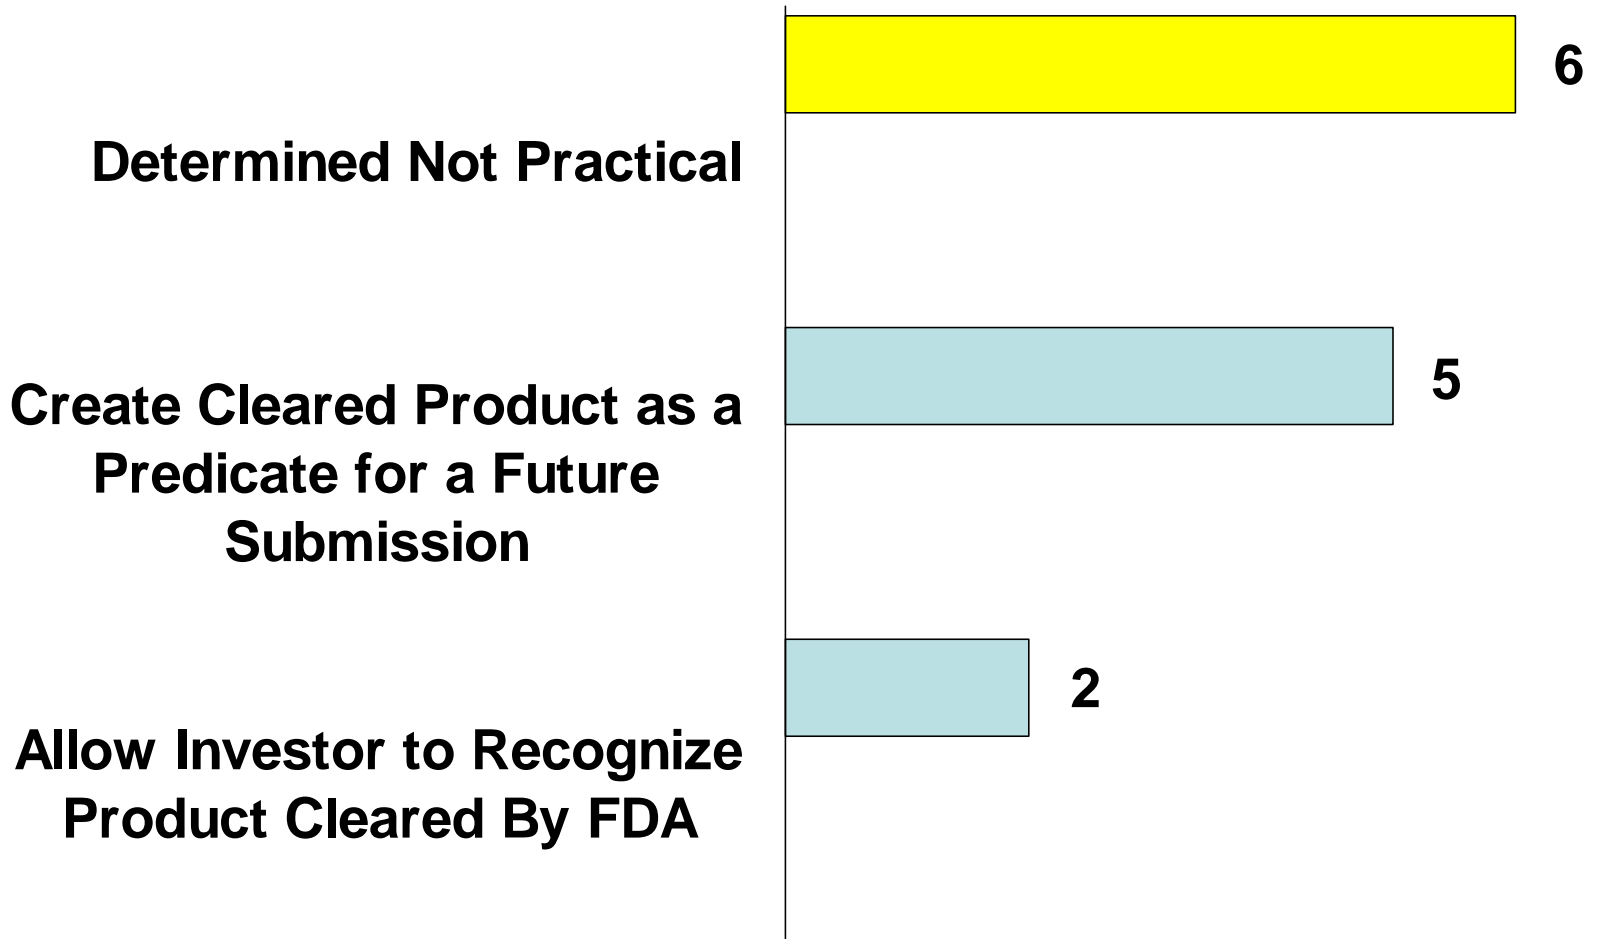 6
Determined Not Practical
5
Create Cleared Product as a
Predicate for a Future
Submission
2
Allow Investor to Recognize
Product Cleared By FDA